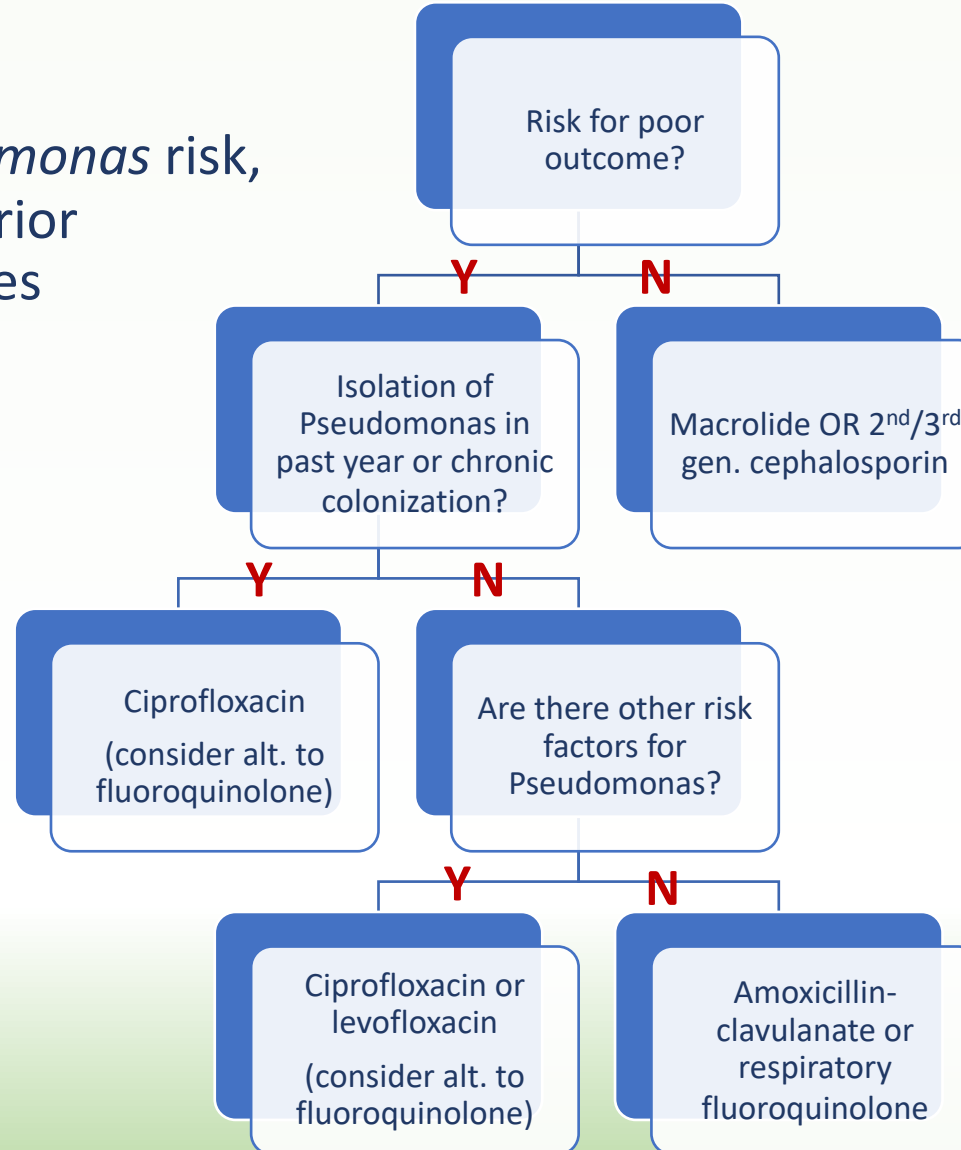 monas risk,
rior
es
Risk for poor
outcome?
Y
N
Isolation of
Pseudomonas in
past year or chronic
colonization?
Macrolide OR 2nd/3rd
gen. cephalosporin
Y
N
Ciprofloxacin
(consider alt. to
fluoroquinolone)
Are there other risk
factors for
Pseudomonas?
Y
N
Ciprofloxacin or
levofloxacin
(consider alt. to
fluoroquinolone)
Amoxicillin-
clavulanate or
respiratory
fluoroquinolone